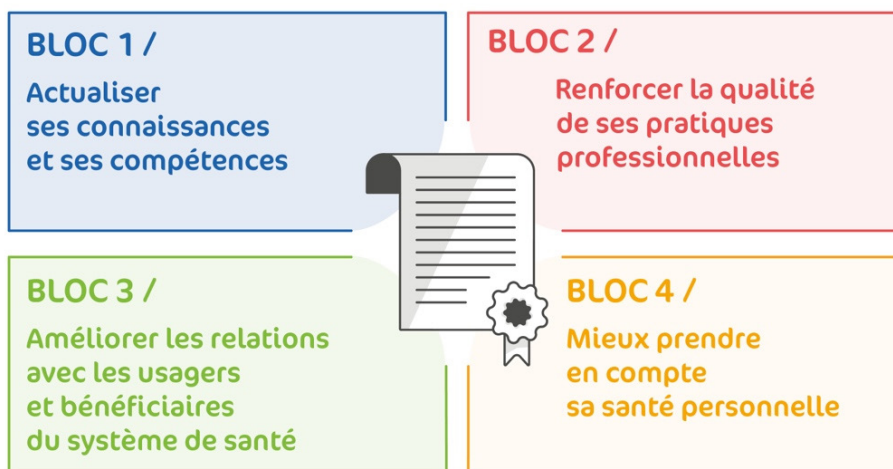 BLOC 1 /
Actualiser
ses connaissances
et ses compétences
BLOC 2 /
Renforcer la qualité
de ses pratiques
professionnelles
BLOC 3 /
Améliorer les relations
avec les usagers
et bénéficiaires
du système de santé
BLOC 4 /
Mieux prendre
en compte
sa santé personnelle